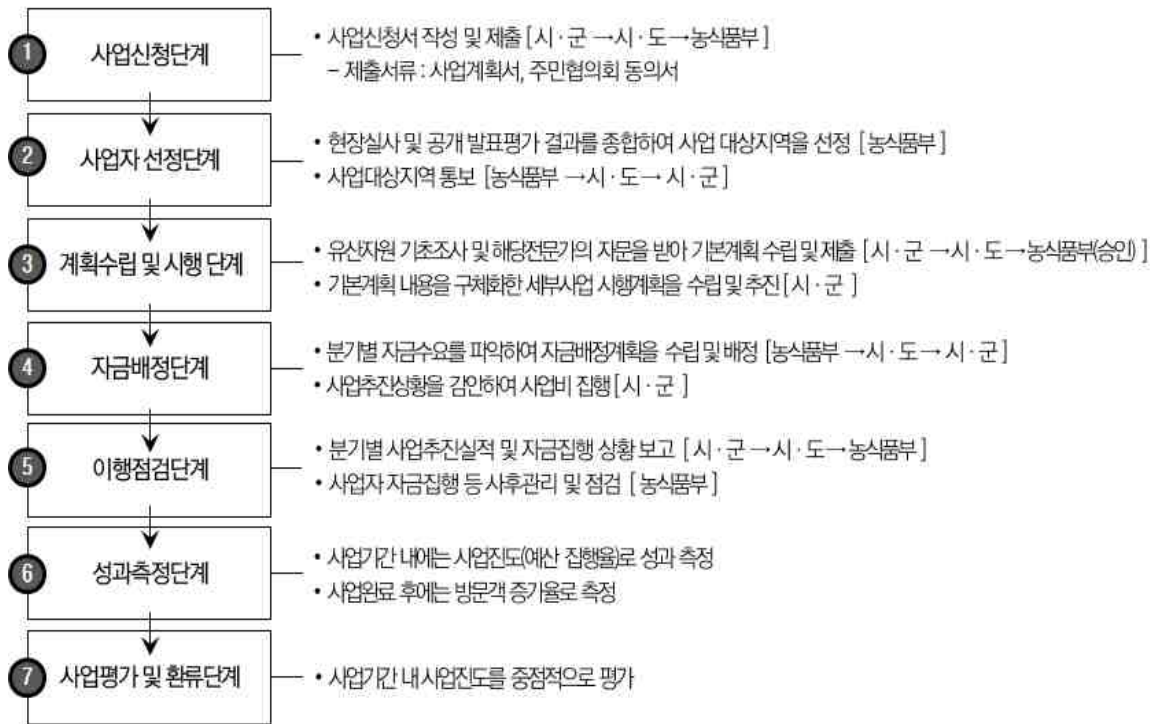 1 사업신청단계
• 사업신청서 작성 및 제출 [ 시 · 군 →시 · 도→농식품부 ]
– 제출서류 : 사업계획서, 주민협의회 동의서
2 사업자 선정단계
• 현장실사 및 공개 발표평가 결과를 종합하여 사업 대상지역을 선정 [ 농식품부 ]
• 사업대상지역 통보 [농식품부 →시 · 도→ 시 · 군 ]
3 계획수립 및 시행 단계
• 유산자원 기초조사 및 해당전문가의 자문을 받아 기본계획 수립 및 제출 [ 시 · 군 →시 · 도→농식품부(승인) ]
• 기본계획 내용을 구체화한 세부사업 시행계획을 수립 및 추진 [ 시 · 군 ]
4 자금배정단계
• 분기별 자금수요를 파악하여 자금배정계획을 수립 및 배정 [농식품부 →시 · 도→ 시 · 군 ]
• 사업추진상황을 감안하여 사업비 집행 [ 시 · 군 ]
5 이행점검단계
• 분기별 사업추진실적 및 자금집행 상황 보고 [ 시 · 군 →시 · 도→농식품부 ]
• 사업자 자금집행 등 사후관리 및 점검 [ 농식품부 ]
6 성과측정단계
• 사업기간 내에는 사업진도(예산 집행율)로 성과 측정
• 사업완료 후에는 방문객 증가율로 측정
7 사업평가 및 환류단계
• 사업기간 내 사업진도를 중점적으로 평가